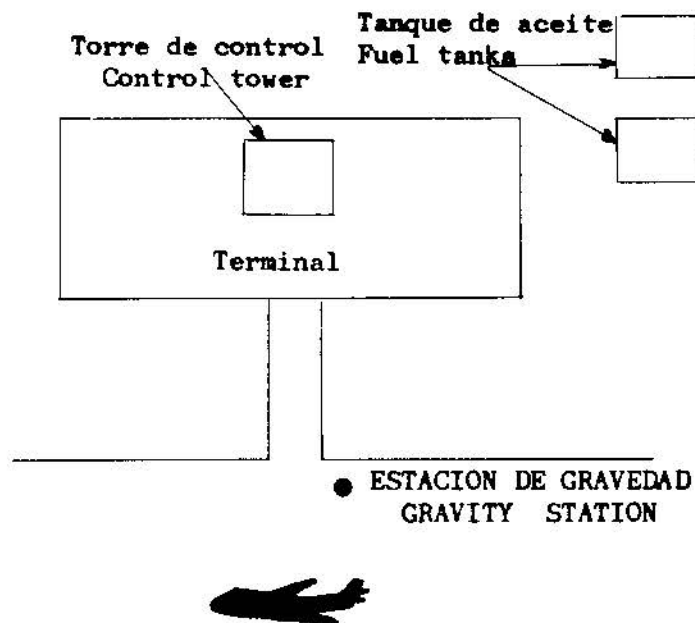 Torre de control
Control tower
Tanque de aceite
Fuel tanks
Terminal
ESTACION DE GRAVEDAD
GRAVITY STATION